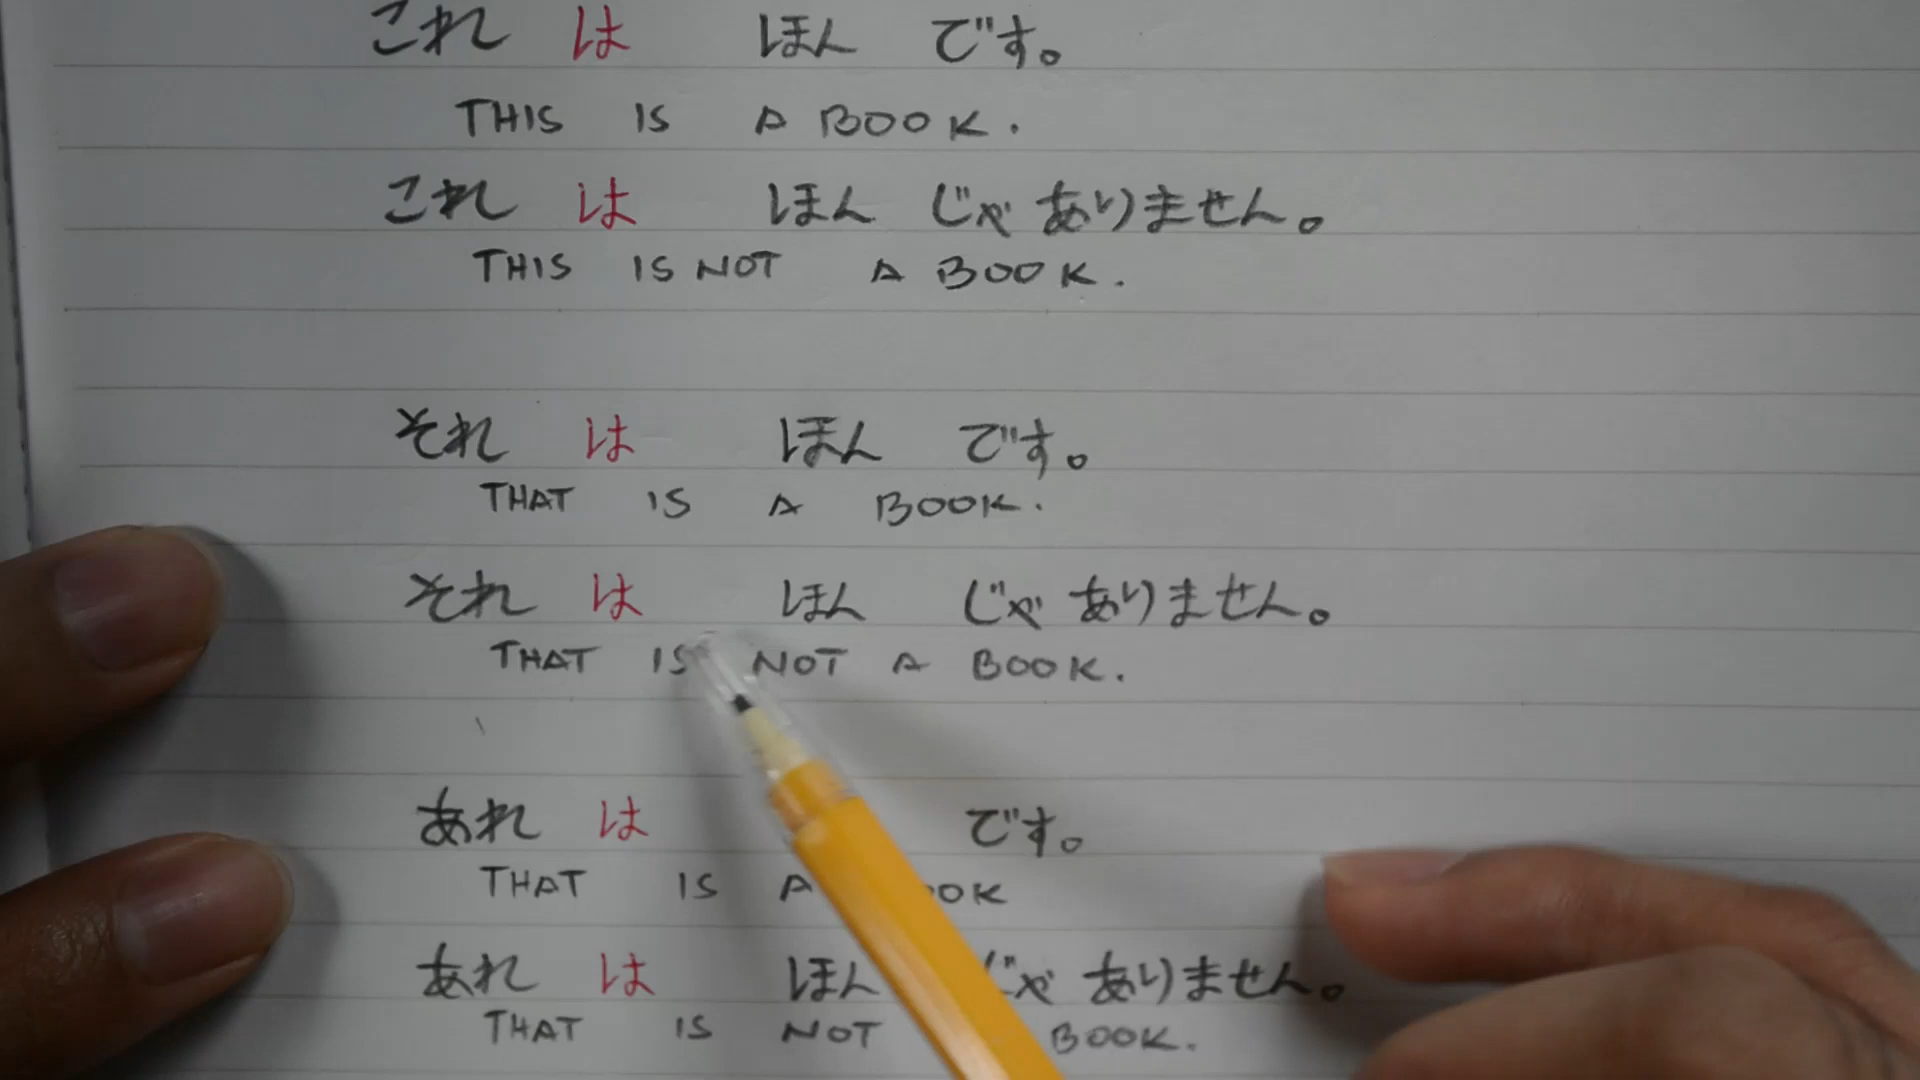 これ は ほん です。
THIS IS A BOOK.
これ は ほん じゃ ありません。
THIS IS NOT A BOOK.
それ は ほん です。
THAT IS A BOOK.
それ は ほん じゃ ありません。
THAT IS NOT A BOOK.
あれ は です。
THAT IS A
あれ は ほん じゃ ありません。
THAT IS NOT BOOK.